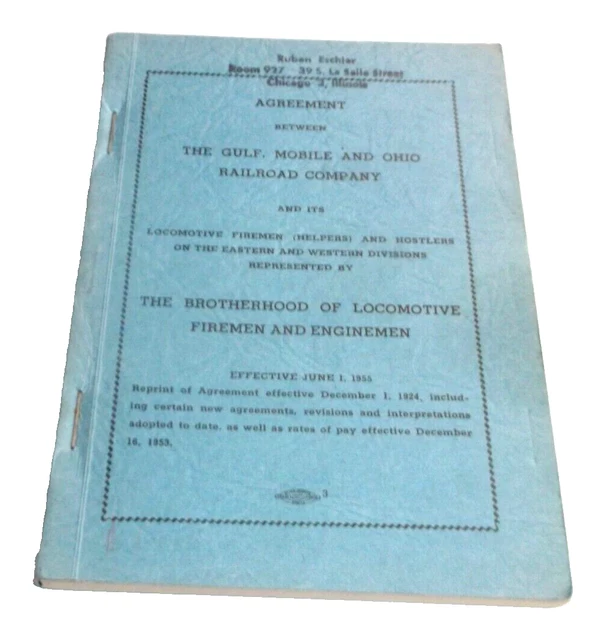 Ruben Eschler
Room 927 39 S. La Salle Street
Chicago 3, Illinois
AGREEMENT
BETWEEN
THE GULF, MOBILE AND OHIO
RAILROAD COMPANY
AND ITS
LOCOMOTIVE FIREMEN (HELPERS) AND HOSTLERS
ON THE EASTERN AND WESTERN DIVISIONS
REPRESENTED BY
THE BROTHERHOOD OF LOCOMOTIVE
FIREMEN AND ENGINEMEN
EFFECTIVE JUNE 1, 1955
Reprint of Agreement effective December 1, 1924, includ-
ing certain new agreements, revisions and interpretations
adopted to date, as well as rates of pay effective December
16, 1953.
3